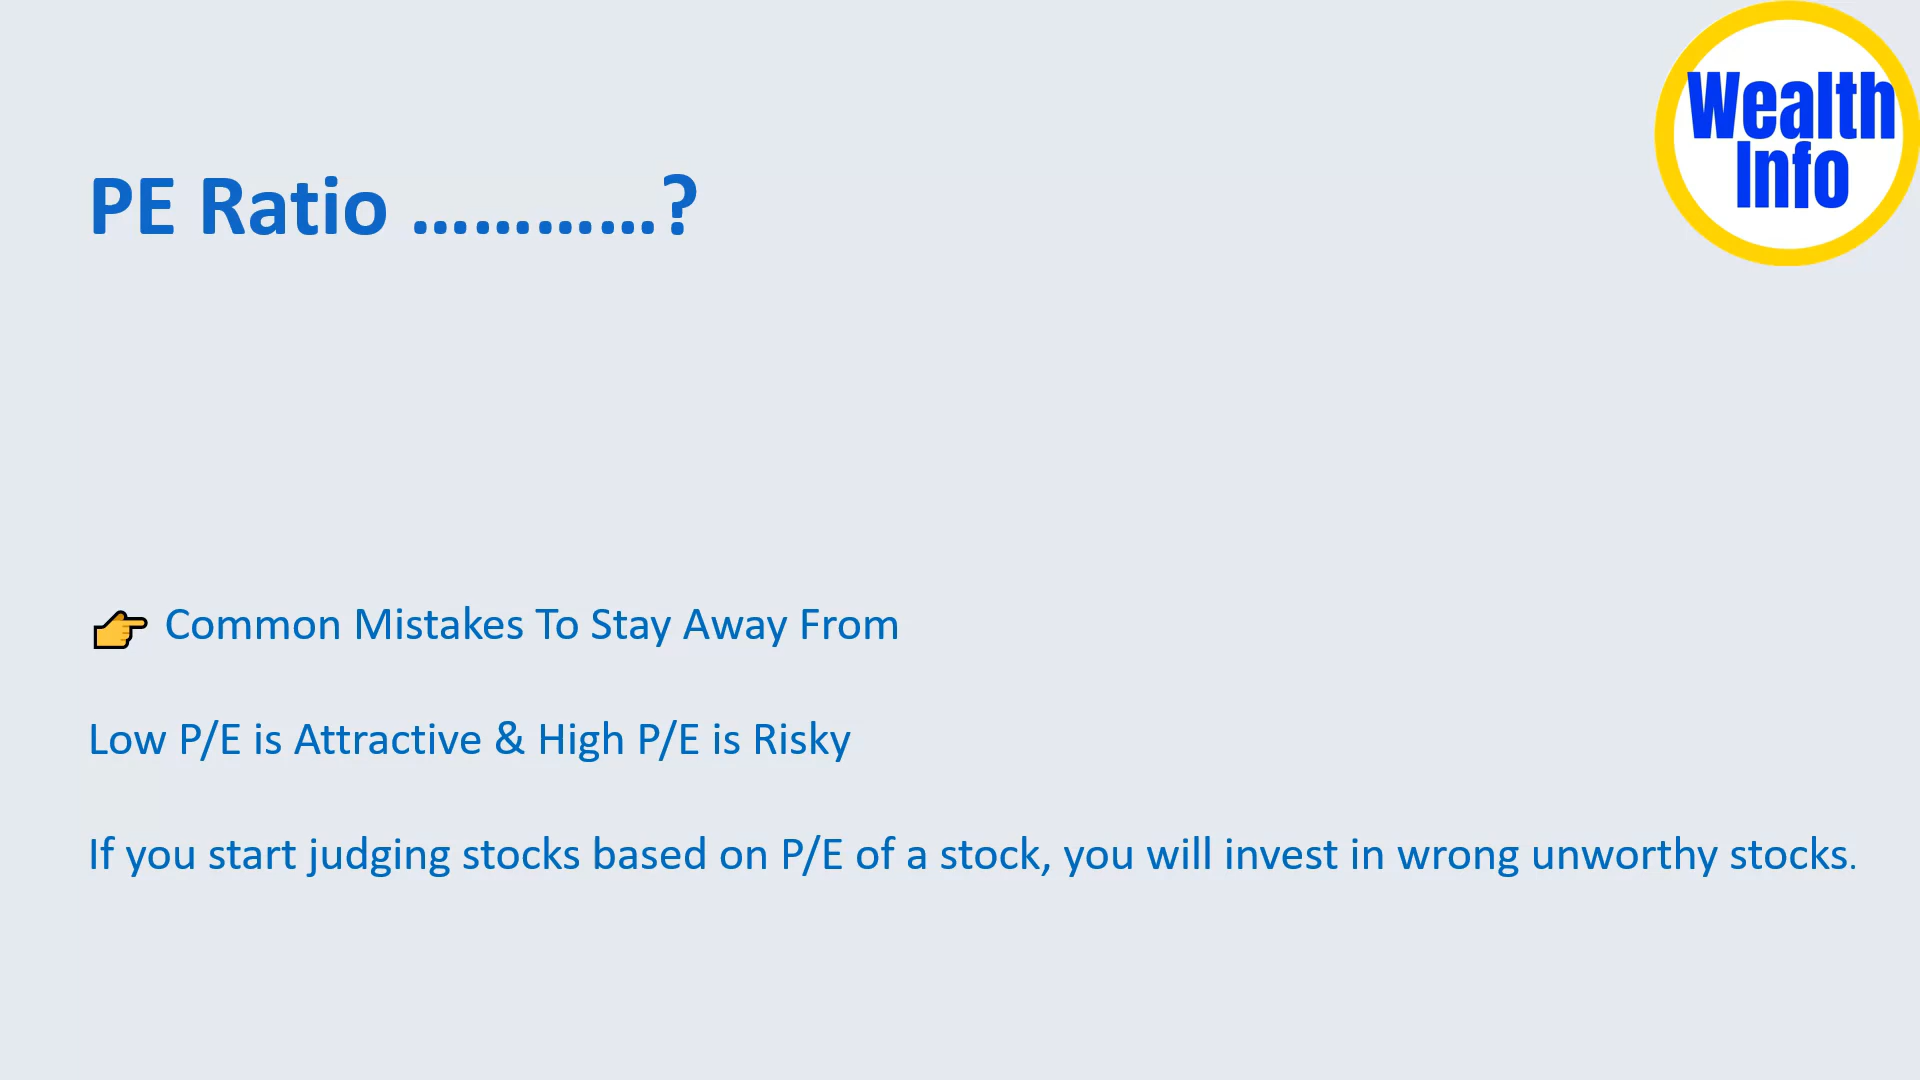 Wealth
Info
PE Ratio …………?
👉 Common Mistakes To Stay Away From
Low P/E is Attractive & High P/E is Risky
If you start judging stocks based on P/E of a stock, you will invest in wrong unworthy stocks.